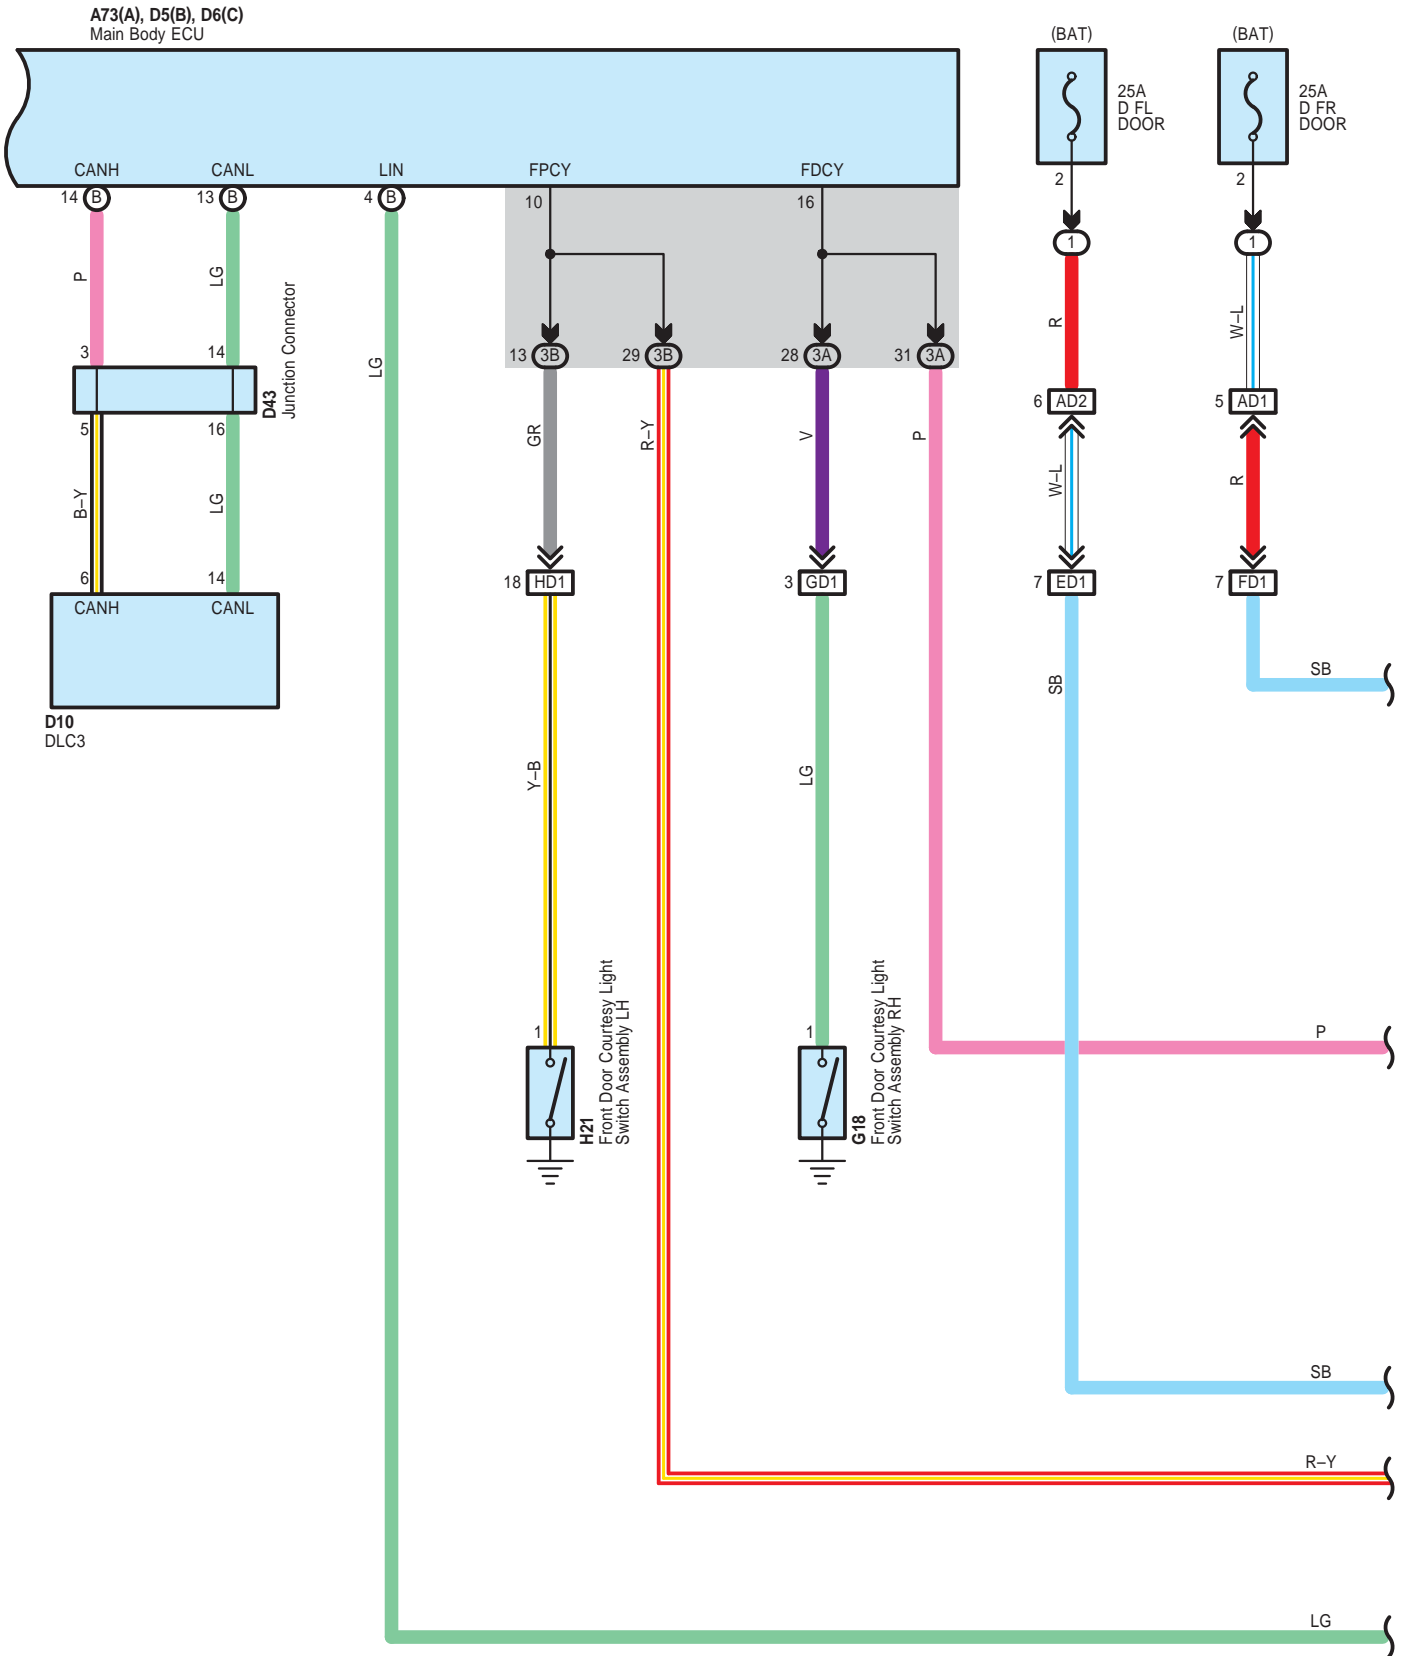 A73(A), D5(B), D6(C)
Main Body ECU
(BAT)
(BAT)
25A
D FL
DOOR
25A
D FR
DOOR
CANH
CANL
LIN
FPCY
FDCY
14 B
13 B
4 B
10
16
2
2
1
1
P
LG
LG
R
W–L
3
14
D43
Junction Connector
13 3B
29 3B
28 3A
31 3A
6 AD2
5 AD1
5
16
GR
R–Y
V
P
B–Y
LG
W–L
R
6
14
18 HD1
3 GD1
7 ED1
7 FD1
CANH
CANL
D10
DLC3
SB
SB
Y–B
LG
1
H21
Front Door Courtesy Light
Switch Assembly LH
1
G18
Front Door Courtesy Light
Switch Assembly RH
P
SB
R–Y
LG